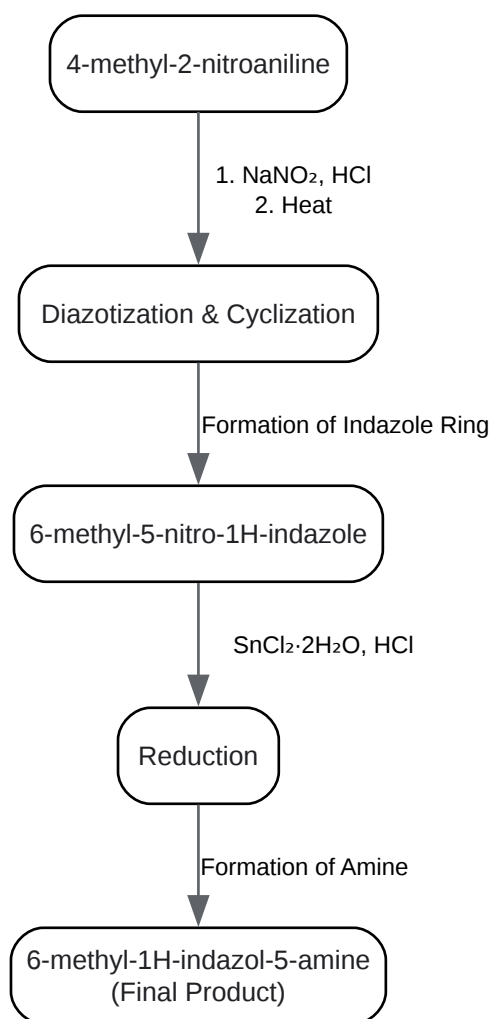 4-methyl-2-nitroaniline
1. NaNO₂, HCl
2. Heat
Diazotization & Cyclization
Formation of Indazole Ring
6-methyl-5-nitro-1H-indazole
SnCl₂·2H₂O, HCl
Reduction
Formation of Amine
6-methyl-1H-indazol-5-amine
(Final Product)